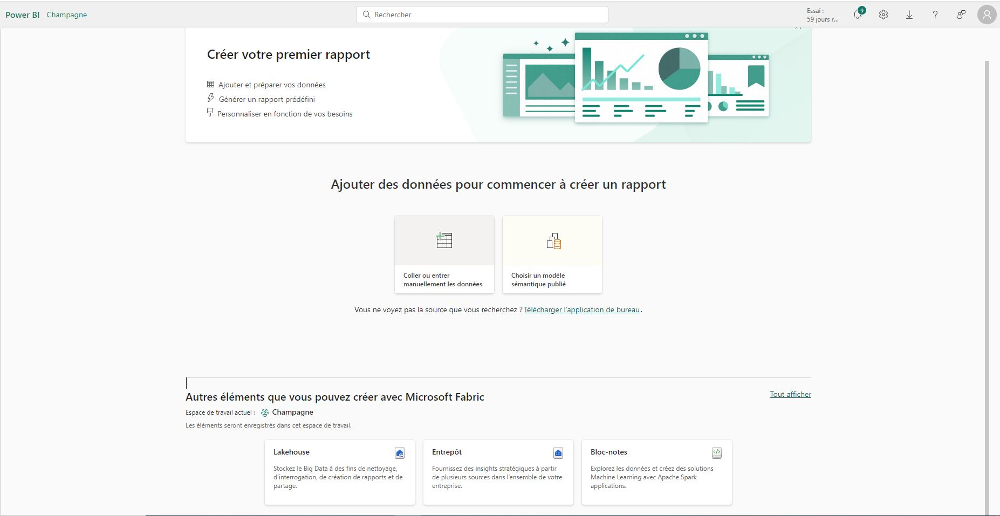 Power BI Champagne
Rechercher
Essai :
59 jours r...
9
Créer votre premier rapport
Ajouter et préparer vos données
Générer un rapport prédéfini
Personnaliser en fonction de vos besoins
Ajouter des données pour commencer à créer un rapport
Coller ou entrer
manuellement les données
Choisir un modèle
sémantique publié
Vous ne voyez pas la source que vous recherchez ? Télécharger l'application de bureau.
Autres éléments que vous pouvez créer avec Microsoft Fabric
Tout afficher
Espace de travail actuel : Champagne
Les éléments seront enregistrés dans cet espace de travail.
Lakehouse
Stockez le Big Data à des fins de nettoyage,
d'interrogation, de création de rapports et de
partage.
Entrepôt
Fournissez des insights stratégiques à partir
de plusieurs sources dans l'ensemble de votre
entreprise.
Bloc-notes
Explorez les données et créez des solutions
Machine Learning avec Apache Spark
applications.